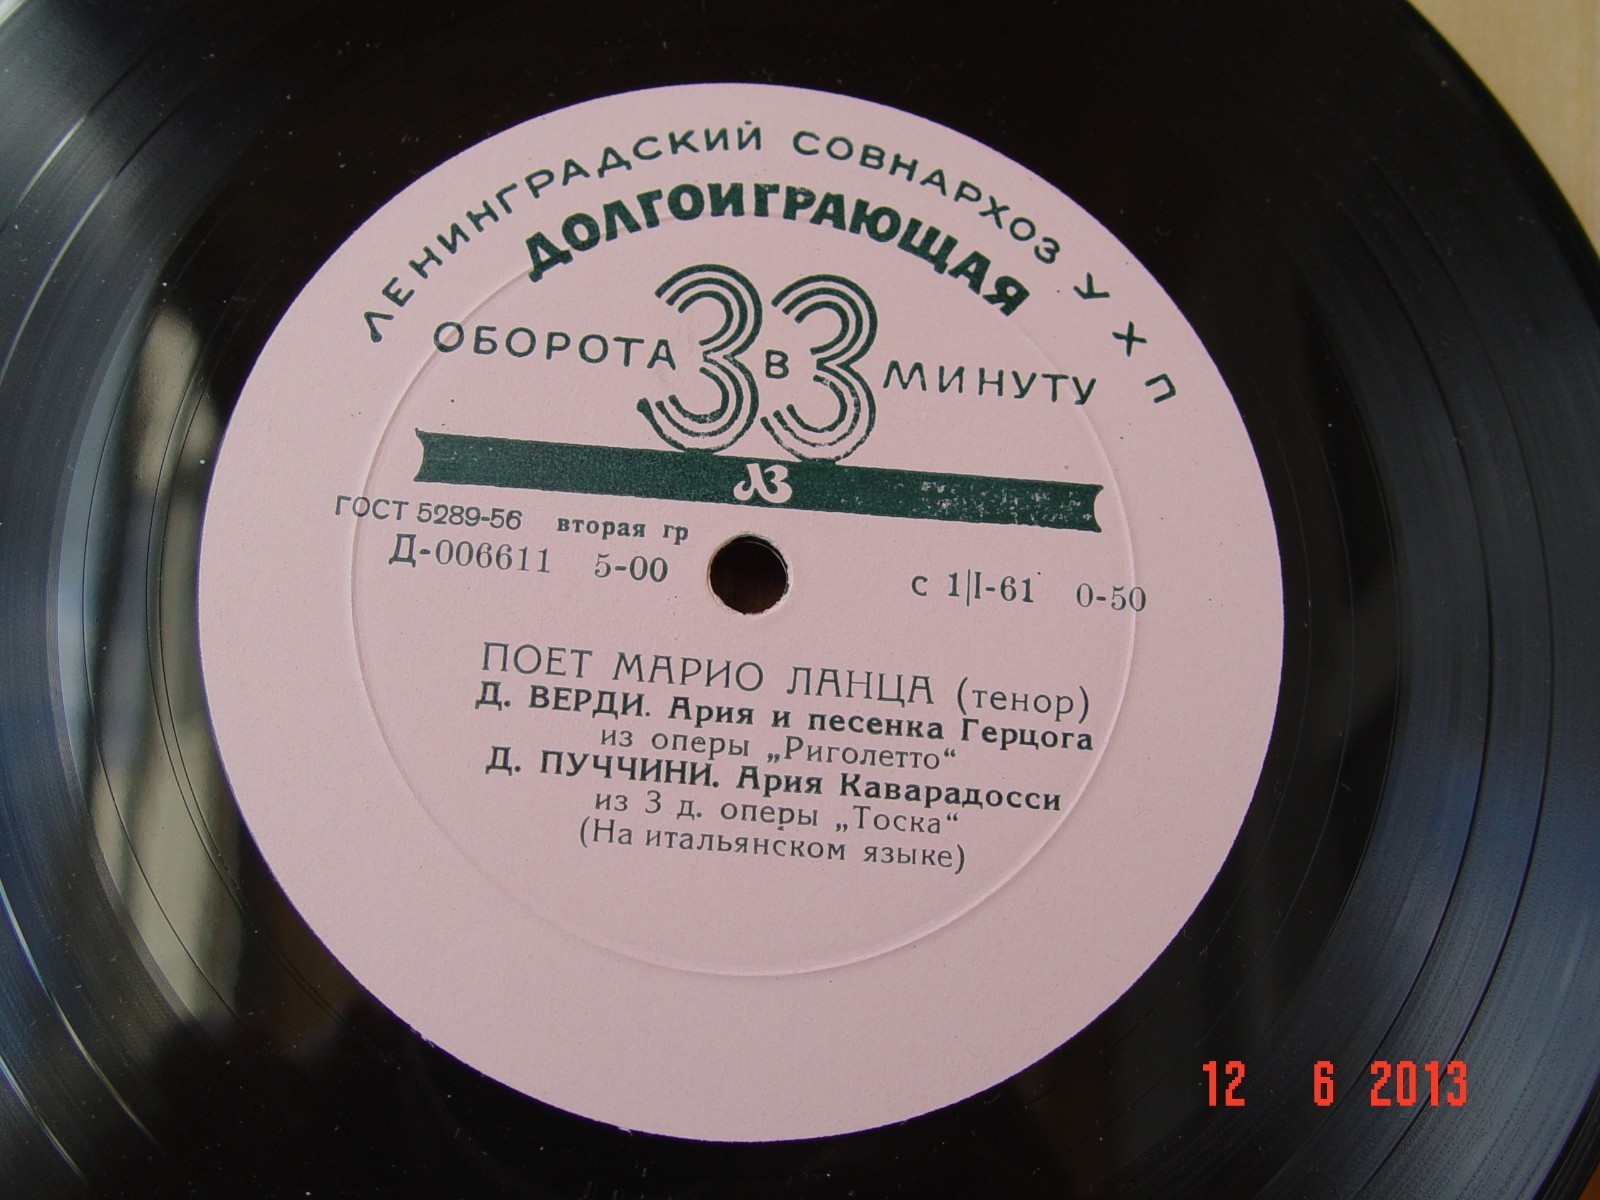 ЛЕНИНГРАДСКИЙ СОВНАРХОЗ УХП
ДОЛГОИГРАЮЩАЯ
ОБОРОТА 33 В МИНУТУ
ЛЗ
ГОСТ 5289-56 вторая гр
Д-006611 5-00 с 1|I-61 0-50
ПОЕТ МАРИО ЛАНЦА (тенор)
Д. ВЕРДИ. Ария и песенка Герцога
из оперы „Риголетто“
Д. ПУЧЧИНИ. Ария Каварадосси
из 3 д. оперы „Тоска“
(На итальянском языке)
12 6 2013